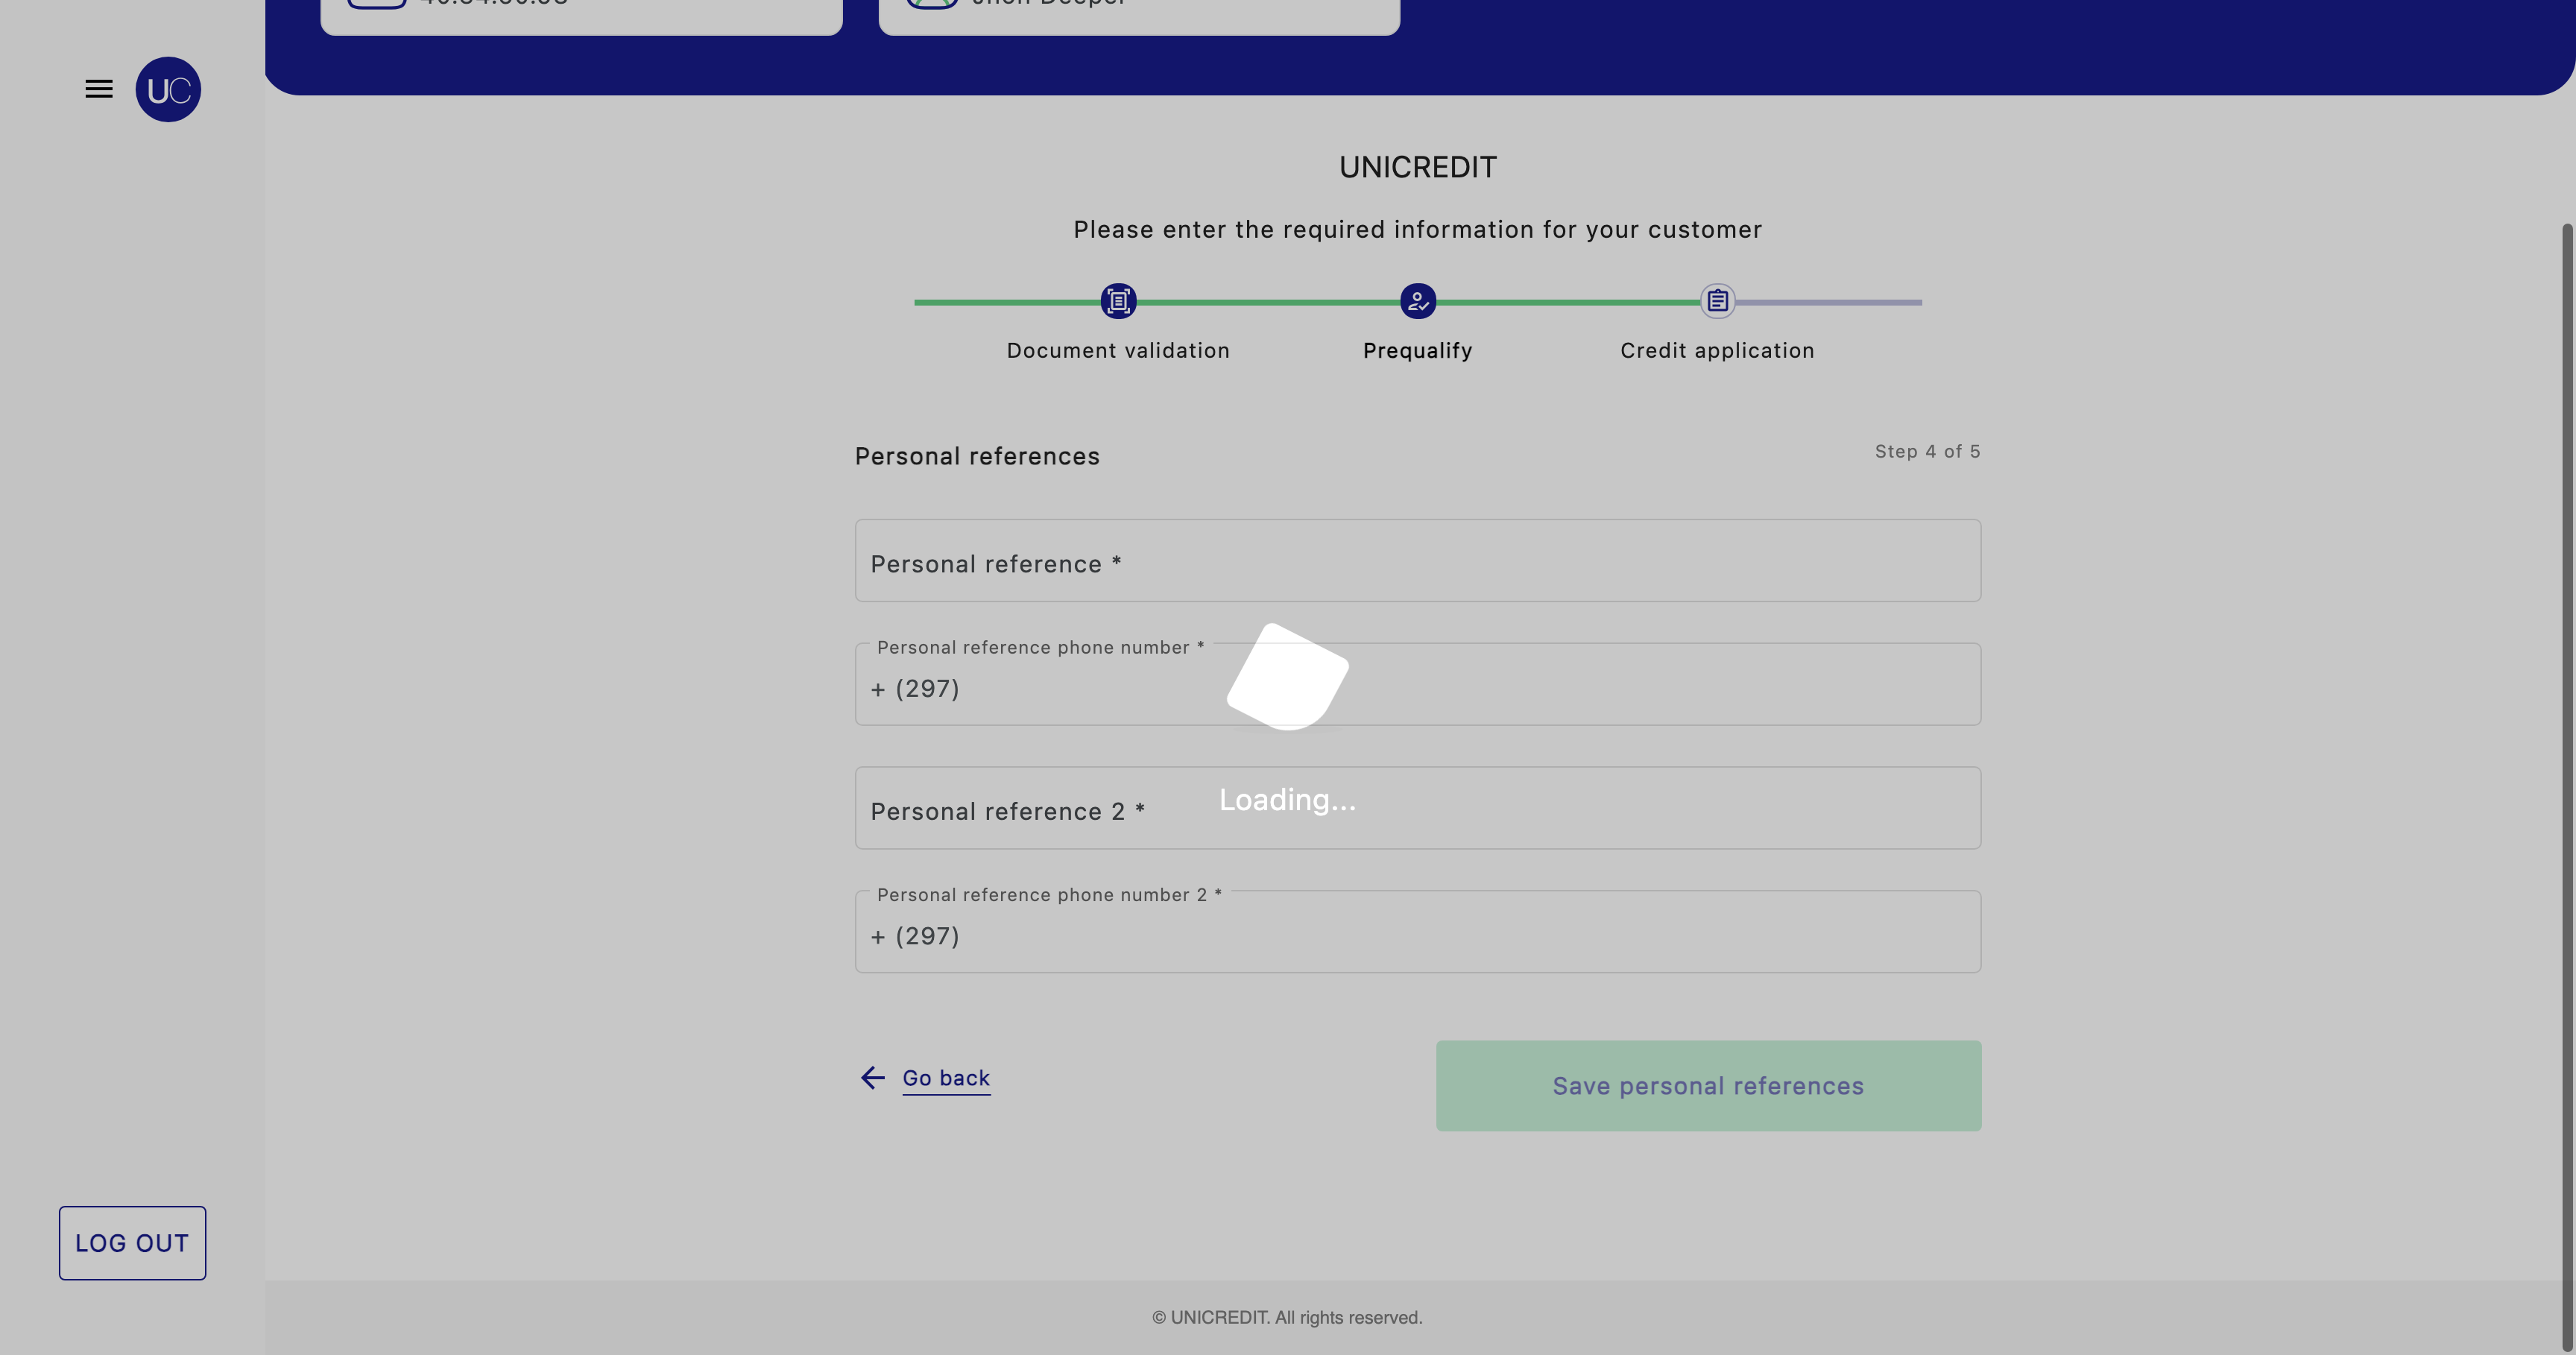 UC
UNICREDIT
Please enter the required information for your customer
Document validation
Prequalify
Credit application
Personal references
Step 4 of 5
Personal reference *
Personal reference phone number *
+ (297)
Loading...
Personal reference 2 *
Personal reference phone number 2 *
+ (297)
Go back
Save personal references
LOG OUT
© UNICREDIT. All rights reserved.